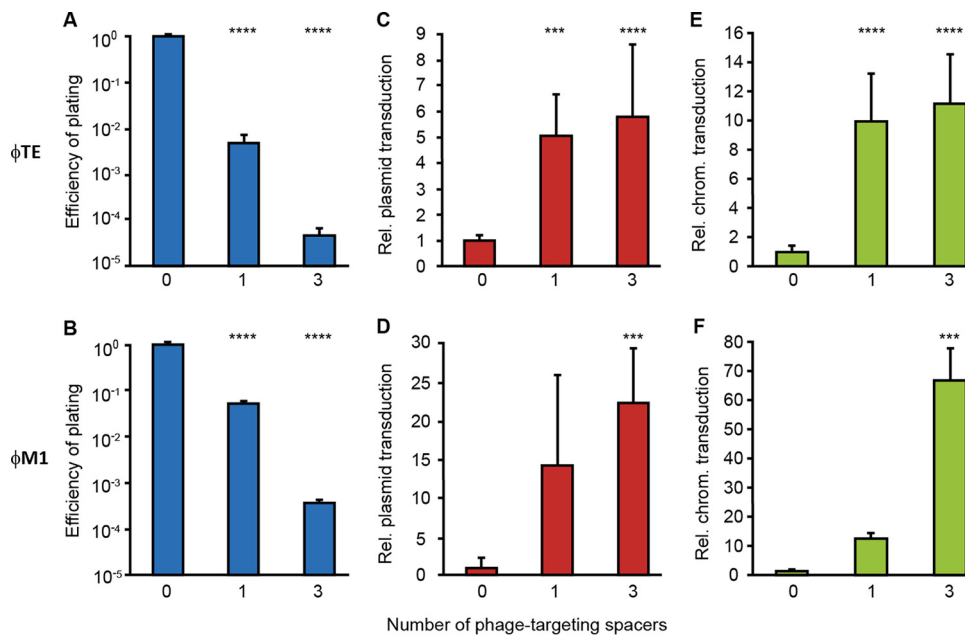 A
Efficiency of plating
10⁰
10⁻¹
10⁻²
10⁻³
10⁻⁴
10⁻⁵
**** ****
0 1 3
C
Rel. plasmid transduction
9
8
7
6
5
4
3
2
1
0
*** ****
0 1 3
E
Rel. chrom. transduction
16
14
12
10
8
6
4
2
0
**** ****
0 1 3
ϕTE
B
Efficiency of plating
10⁰
10⁻¹
10⁻²
10⁻³
10⁻⁴
10⁻⁵
**** ****
0 1 3
D
Rel. plasmid transduction
30
25
20
15
10
5
0
***
0 1 3
F
Rel. chrom. transduction
80
70
60
50
40
30
20
10
0
***
0 1 3
ϕM1
Number of phage-targeting spacers